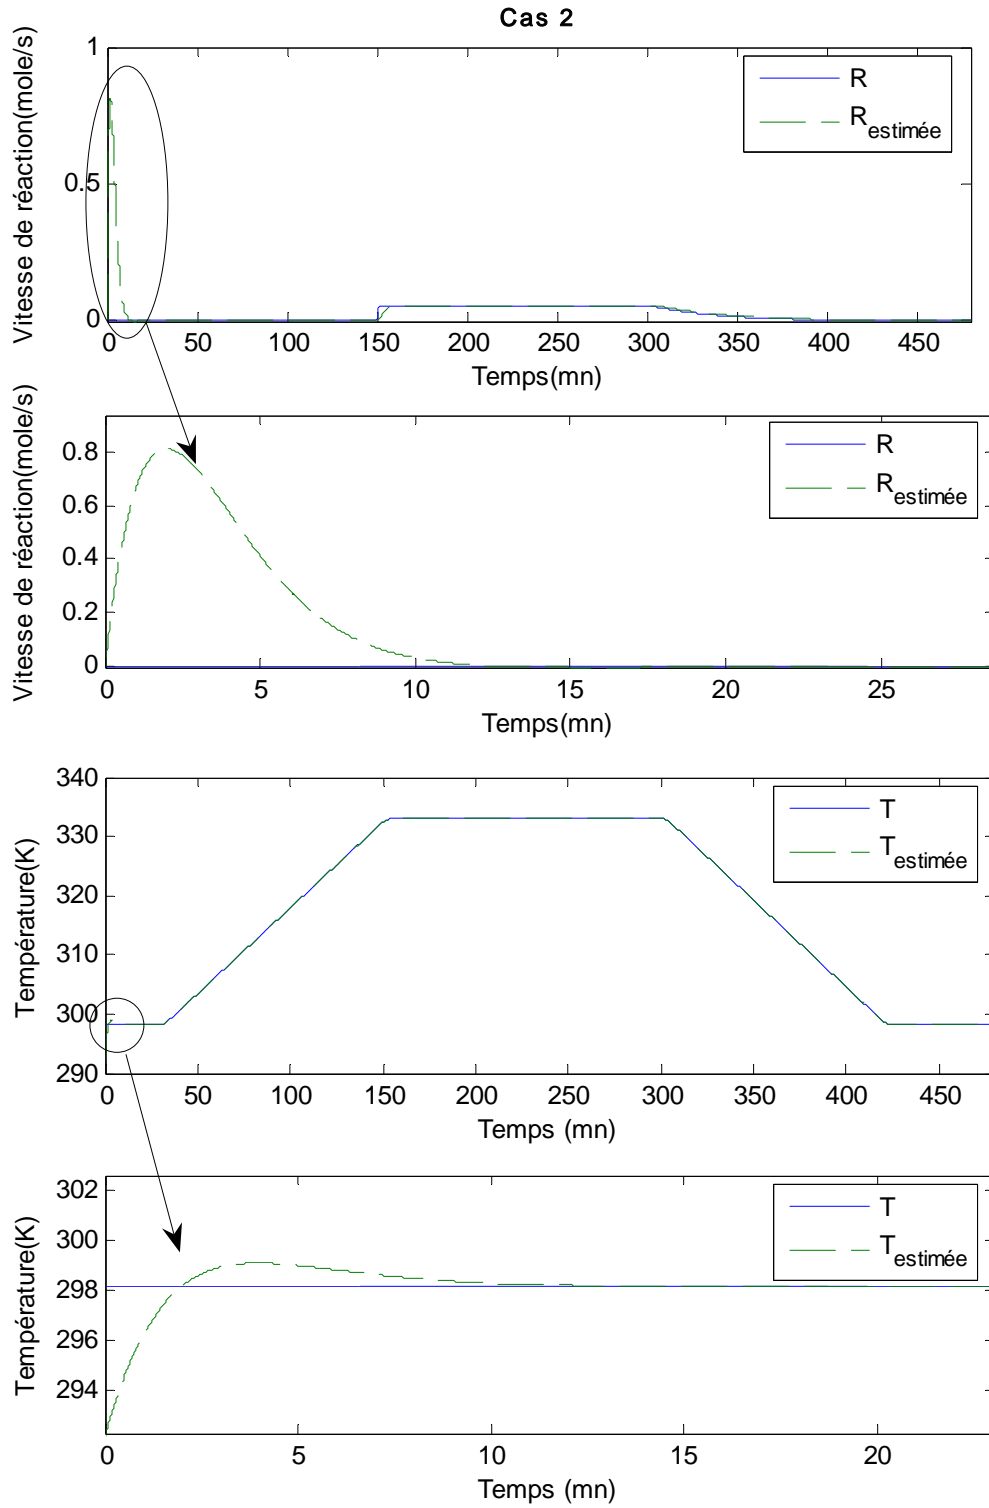 Cas 2
Vitesse de réaction(mole/s)
1
0.5
0
R
R estimée
0 50 100 150 200 250 300 350 400 450
Temps(mn)
Vitesse de réaction(mole/s)
0.8
0.6
0.4
0.2
0
R
R estimée
0 5 10 15 20 25
Temps(mn)
Température(K)
340
330
320
310
300
290
T
T estimée
0 50 100 150 200 250 300 350 400 450
Temps (mn)
Température(K)
302
300
298
296
294
T
T estimée
0 5 10 15 20
Temps (mn)